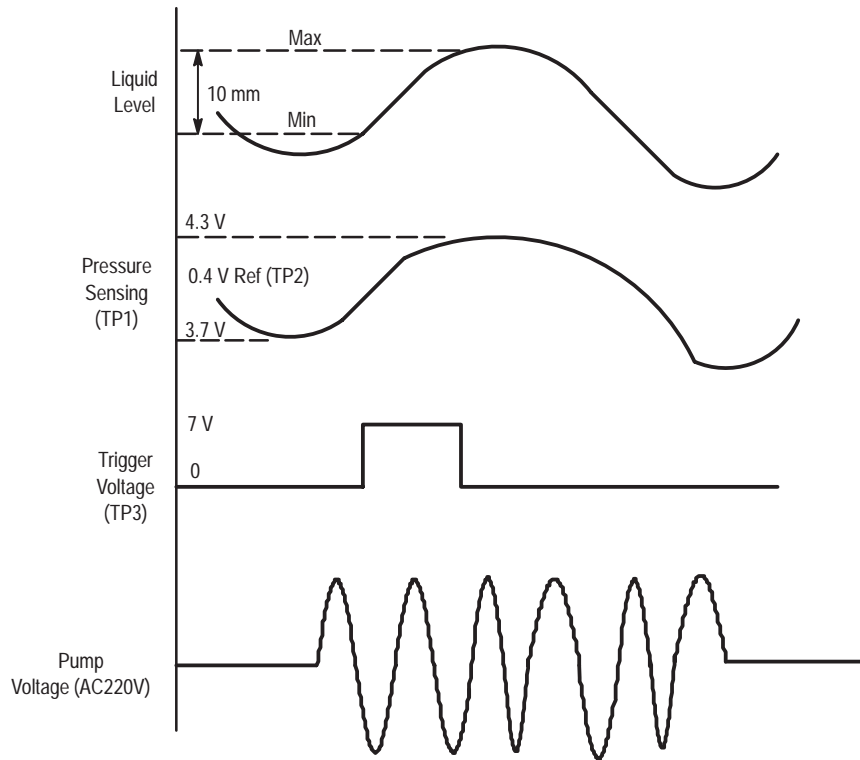 Max
Liquid
Level
10 mm
Min
4.3 V
Pressure
Sensing
(TP1)
0.4 V Ref (TP2)
3.7 V
7 V
Trigger
Voltage
(TP3)
0
Pump
Voltage (AC220V)